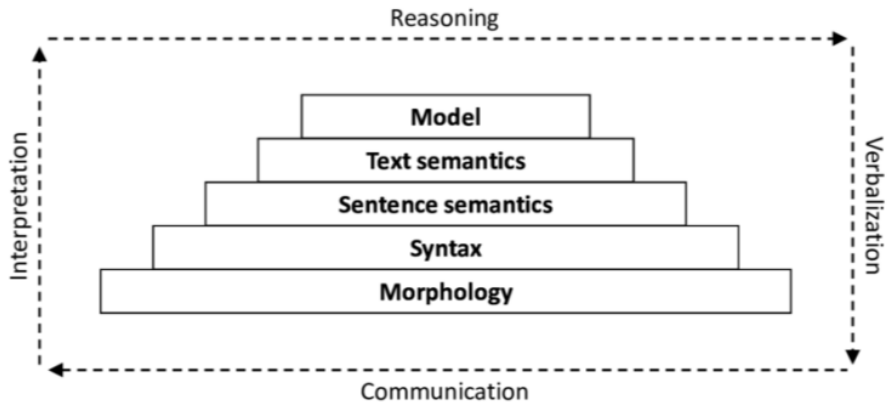 Reasoning
Interpretation
Model
Text semantics
Sentence semantics
Syntax
Morphology
Verbalization
Communication